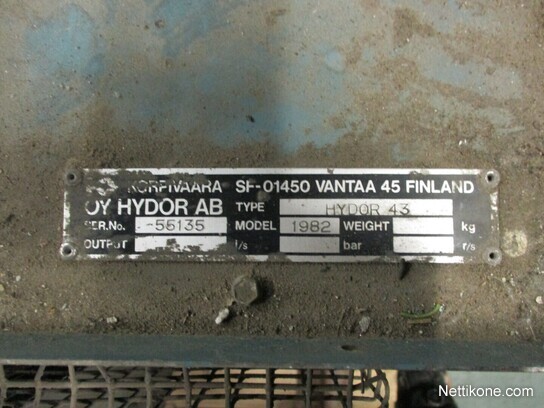 KORPIVAARA SF-01450 VANTAA 45 FINLAND
OY HYDOR AB TYPE HYDOR 43
SER.No. -55135 MODEL 1982 WEIGHT kg
OUTPUT l/s bar r/s
Nettikone.com